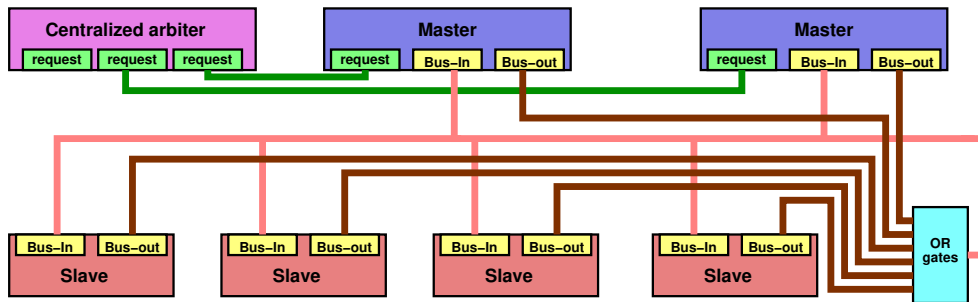 Centralized arbiter
request request request
Master
request Bus–In Bus–out
Master
request Bus–In Bus–out
Bus–In Bus–out
Slave
Bus–In Bus–out
Slave
Bus–In Bus–out
Slave
Bus–In Bus–out
Slave
OR
gates